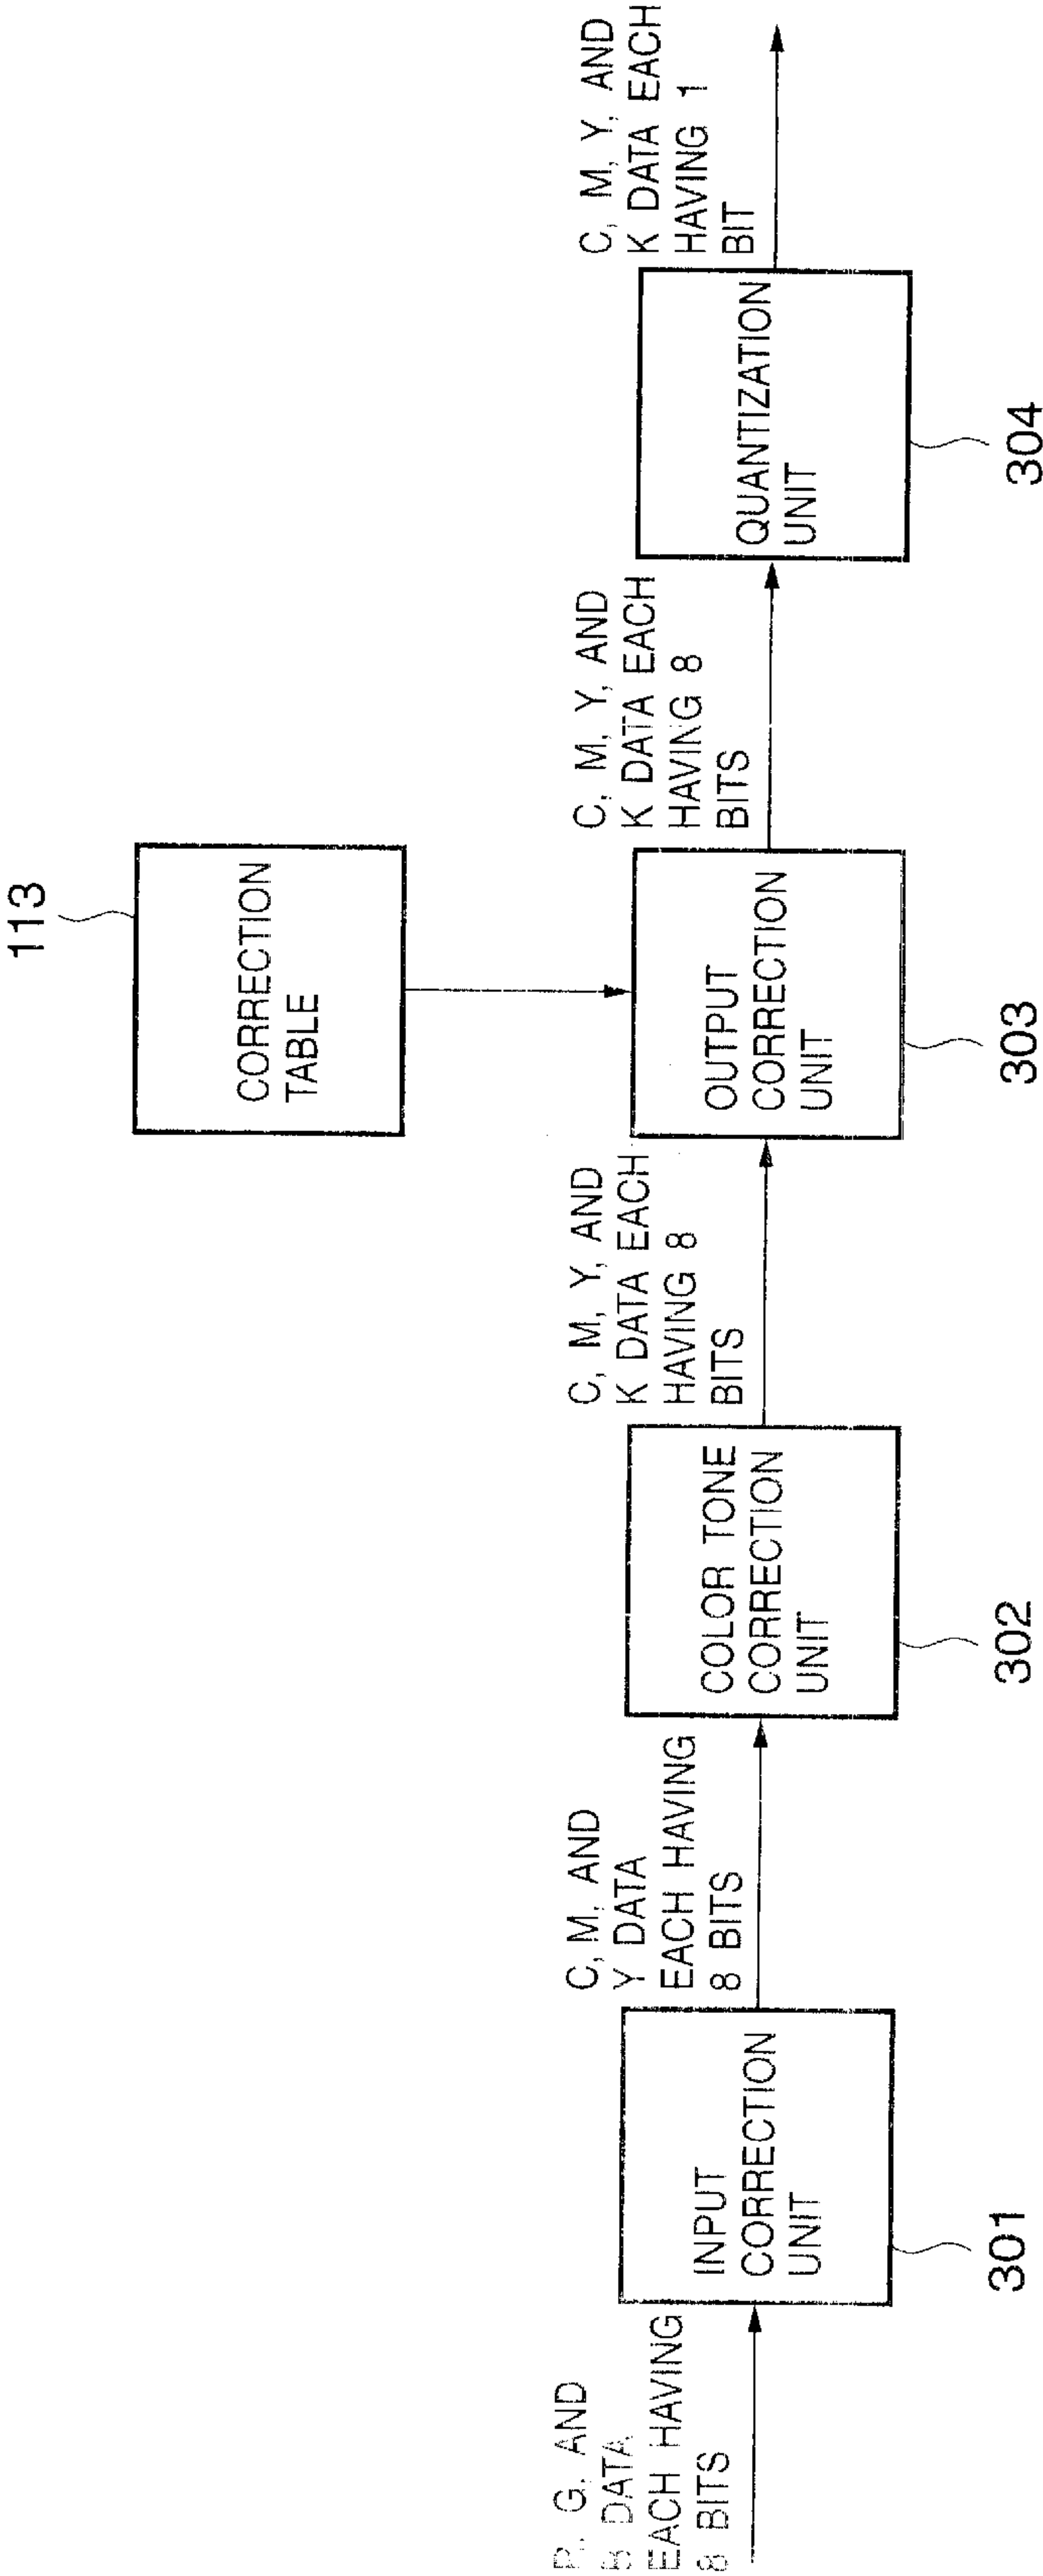 113
CORRECTION
TABLE
R, G, AND
B DATA
EACH HAVING
8 BITS
INPUT
CORRECTION
UNIT
301
C, M, AND
Y DATA
EACH HAVING
8 BITS
COLOR TONE
CORRECTION
UNIT
302
C, M, Y, AND
K DATA EACH
HAVING 8
BITS
OUTPUT
CORRECTION
UNIT
303
C, M, Y, AND
K DATA EACH
HAVING 8
BITS
QUANTIZATION
UNIT
304
C, M, Y, AND
K DATA EACH
HAVING 1
BIT